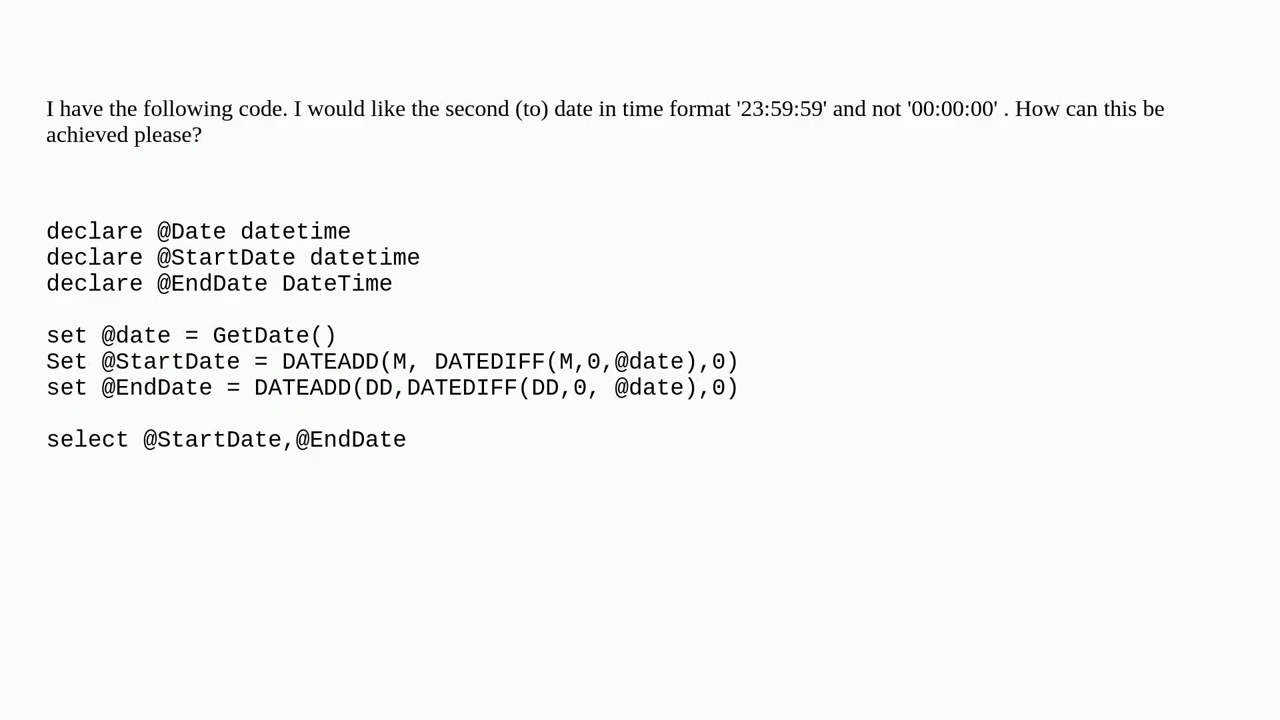 I have the following code. I would like the second (to) date in time format '23:59:59' and not '00:00:00' . How can this be
achieved please?
declare @Date datetime
declare @StartDate datetime
declare @EndDate DateTime
set @date = GetDate()
Set @StartDate = DATEADD(M, DATEDIFF(M,0,@date),0)
set @EndDate = DATEADD(DD,DATEDIFF(DD,0, @date),0)
select @StartDate,@EndDate